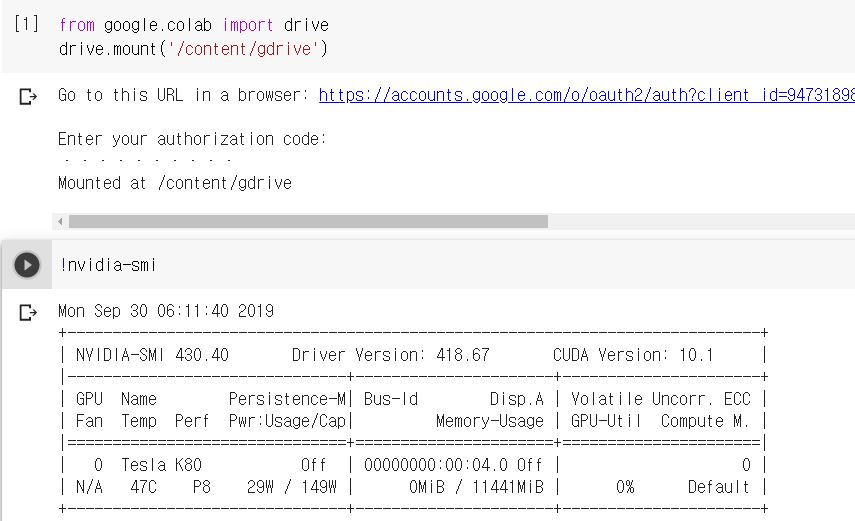 [1] from google.colab import drive
drive.mount('/content/gdrive')
Go to this URL in a browser: https://accounts.google.com/o/oauth2/auth?client_id=94731898
Enter your authorization code:
· · · · · · · · · ·
Mounted at /content/gdrive
!nvidia-smi
Mon Sep 30 06:11:40 2019
+-----------------------------------------------------------------------------+
| NVIDIA-SMI 430.40       Driver Version: 418.67       CUDA Version: 10.1     |
|-------------------------------+----------------------+----------------------+
| GPU  Name        Persistence-M| Bus-Id        Disp.A | Volatile Uncorr. ECC |
| Fan  Temp  Perf  Pwr:Usage/Cap|         Memory-Usage | GPU-Util  Compute M. |
|===============================+======================+======================|
|   0  Tesla K80           Off  | 00000000:00:04.0 Off |                    0 |
| N/A   47C    P8    29W / 149W |      0MiB / 11441MiB |      0%      Default |
+-------------------------------+----------------------+----------------------+